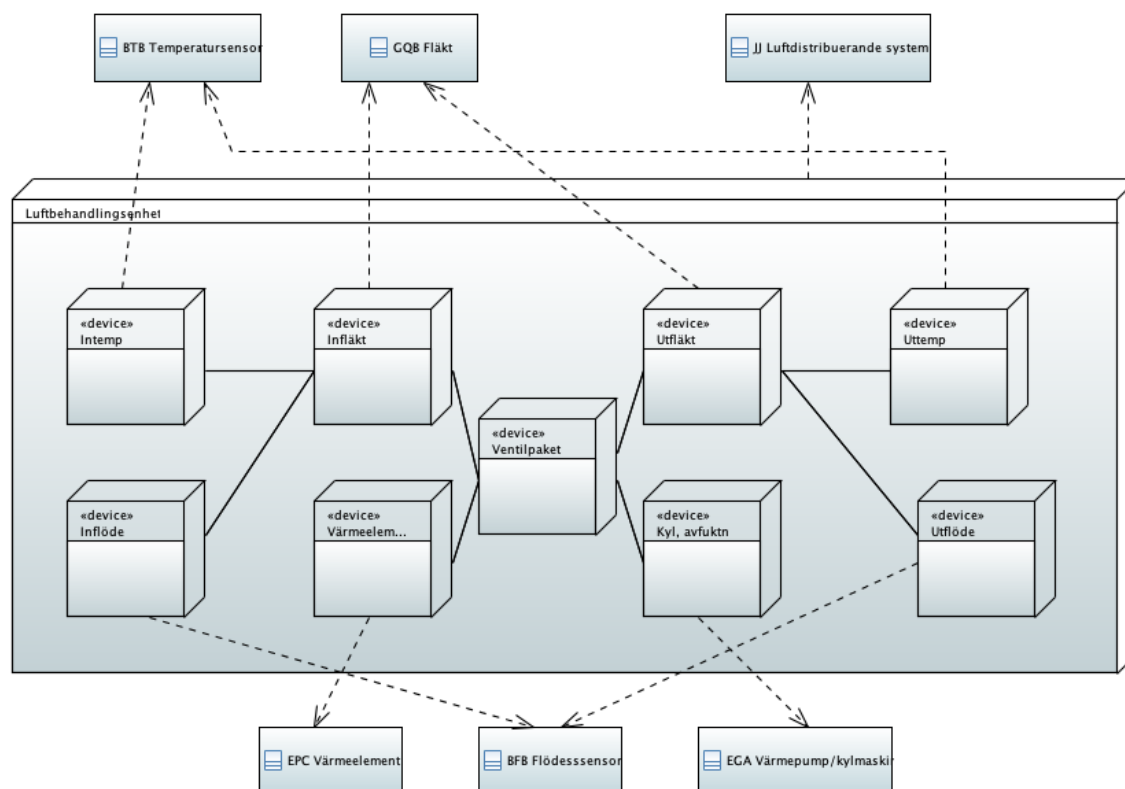 BTB Temperatursensor
GQB Fläkt
JJ Luftdistribuerande system
Luftbehandlingsenhet
«device»
Intemp
«device»
Infläkt
«device»
Utfläkt
«device»
Uttemp
«device»
Ventilpaket
«device»
Inflöde
«device»
Värmeelem...
«device»
Kyl, avfuktn
«device»
Utflöde
EPC Värmeelement
BFB Flödesssensor
EGA Värmepump/kylmaskin